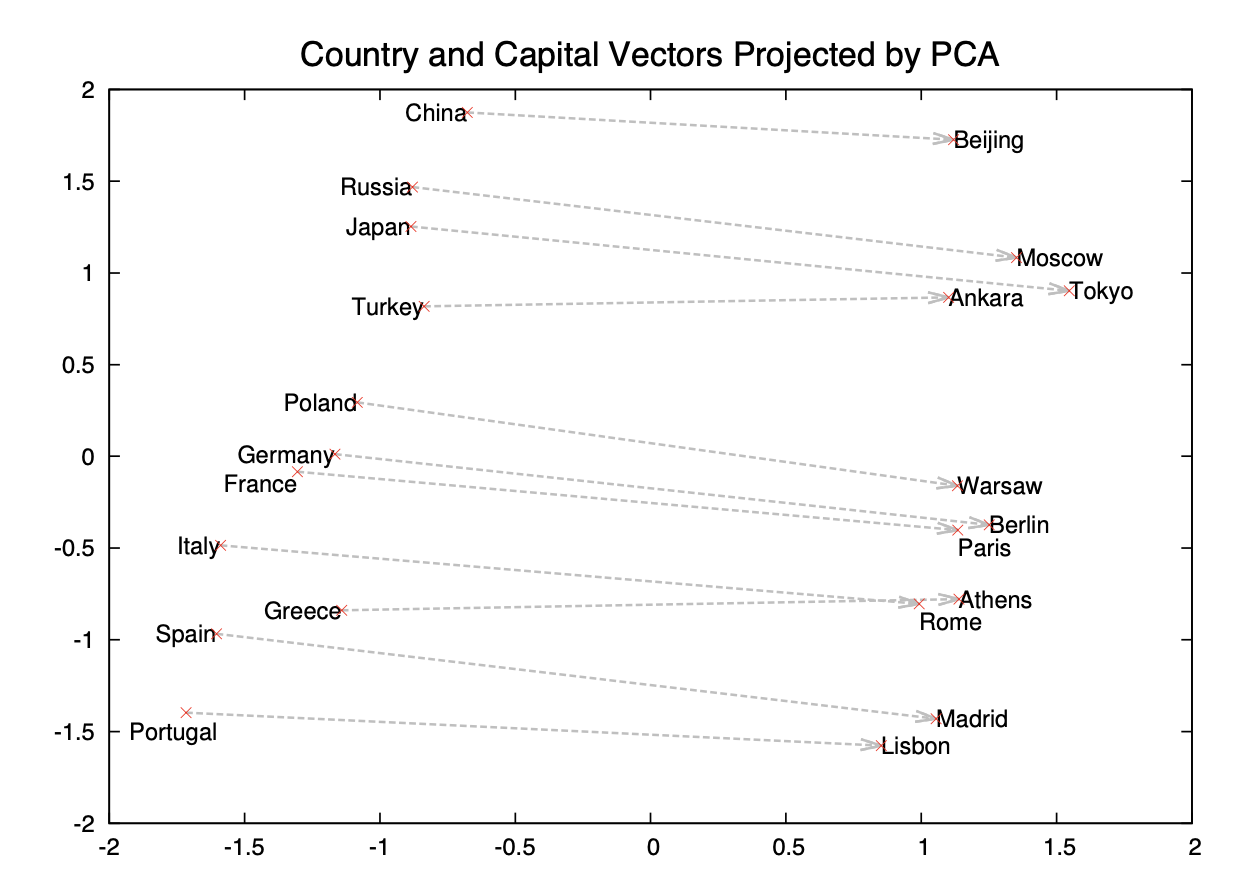 Country and Capital Vectors Projected by PCA
2
China
Beijing
1.5
Russia
Japan
Moscow
1
Tokyo
Turkey
Ankara
0.5
Poland
0
Germany
France
Warsaw
Berlin
-0.5
Italy
Paris
Greece
Athens
Rome
-1
Spain
Madrid
-1.5
Portugal
Lisbon
-2
-2 -1.5 -1 -0.5 0 0.5 1 1.5 2